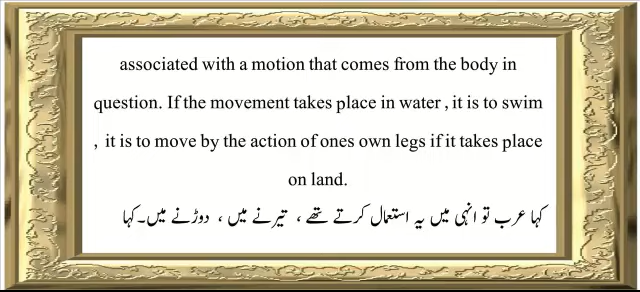 associated with a motion that comes from the body in
question. If the movement takes place in water , it is to swim
, it is to move by the action of ones own legs if it takes place
on land.
کہا عرب تو انہی میں یہ استعمال کرتے تھے ، تیرنے میں ، دوڑنے میں۔کہا